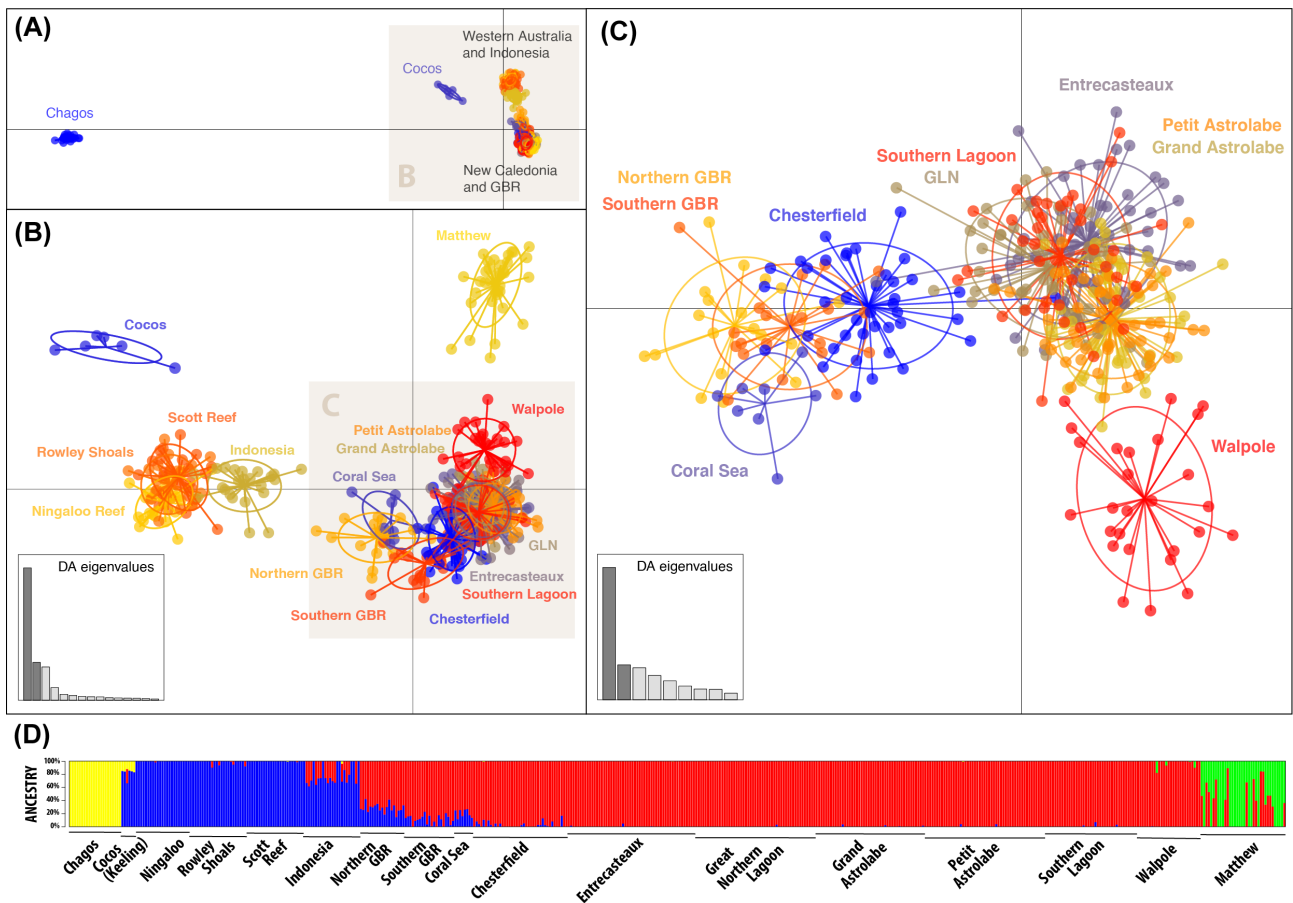 (A)
Western Australia
and Indonesia
Cocos
Chagos
B
New Caledonia
and GBR
(B)
Matthew
Cocos
C
Scott Reef
Walpole
Petit Astrolabe
Rowley Shoals
Indonesia
Grand Astrolabe
Coral Sea
Ningaloo Reef
GLN
DA eigenvalues
Northern GBR
Entrecasteaux
Southern Lagoon
Southern GBR
Chesterfield
(C)
Entrecasteaux
Petit Astrolabe
Grand Astrolabe
Southern Lagoon
GLN
Northern GBR
Southern GBR
Chesterfield
Walpole
Coral Sea
DA eigenvalues
(D)
ANCESTRY
100%
80%
60%
40%
20%
0%
Chagos
Cocos
(Keeling)
Ningaloo
Rowley
Shoals
Scott
Reef
Indonesia
Northern
GBR
Southern
GBR
Coral Sea
Chesterfield
Entrecasteaux
Great
Northern
Lagoon
Grand
Astrolabe
Petit
Astrolabe
Southern
Lagoon
Walpole
Matthew